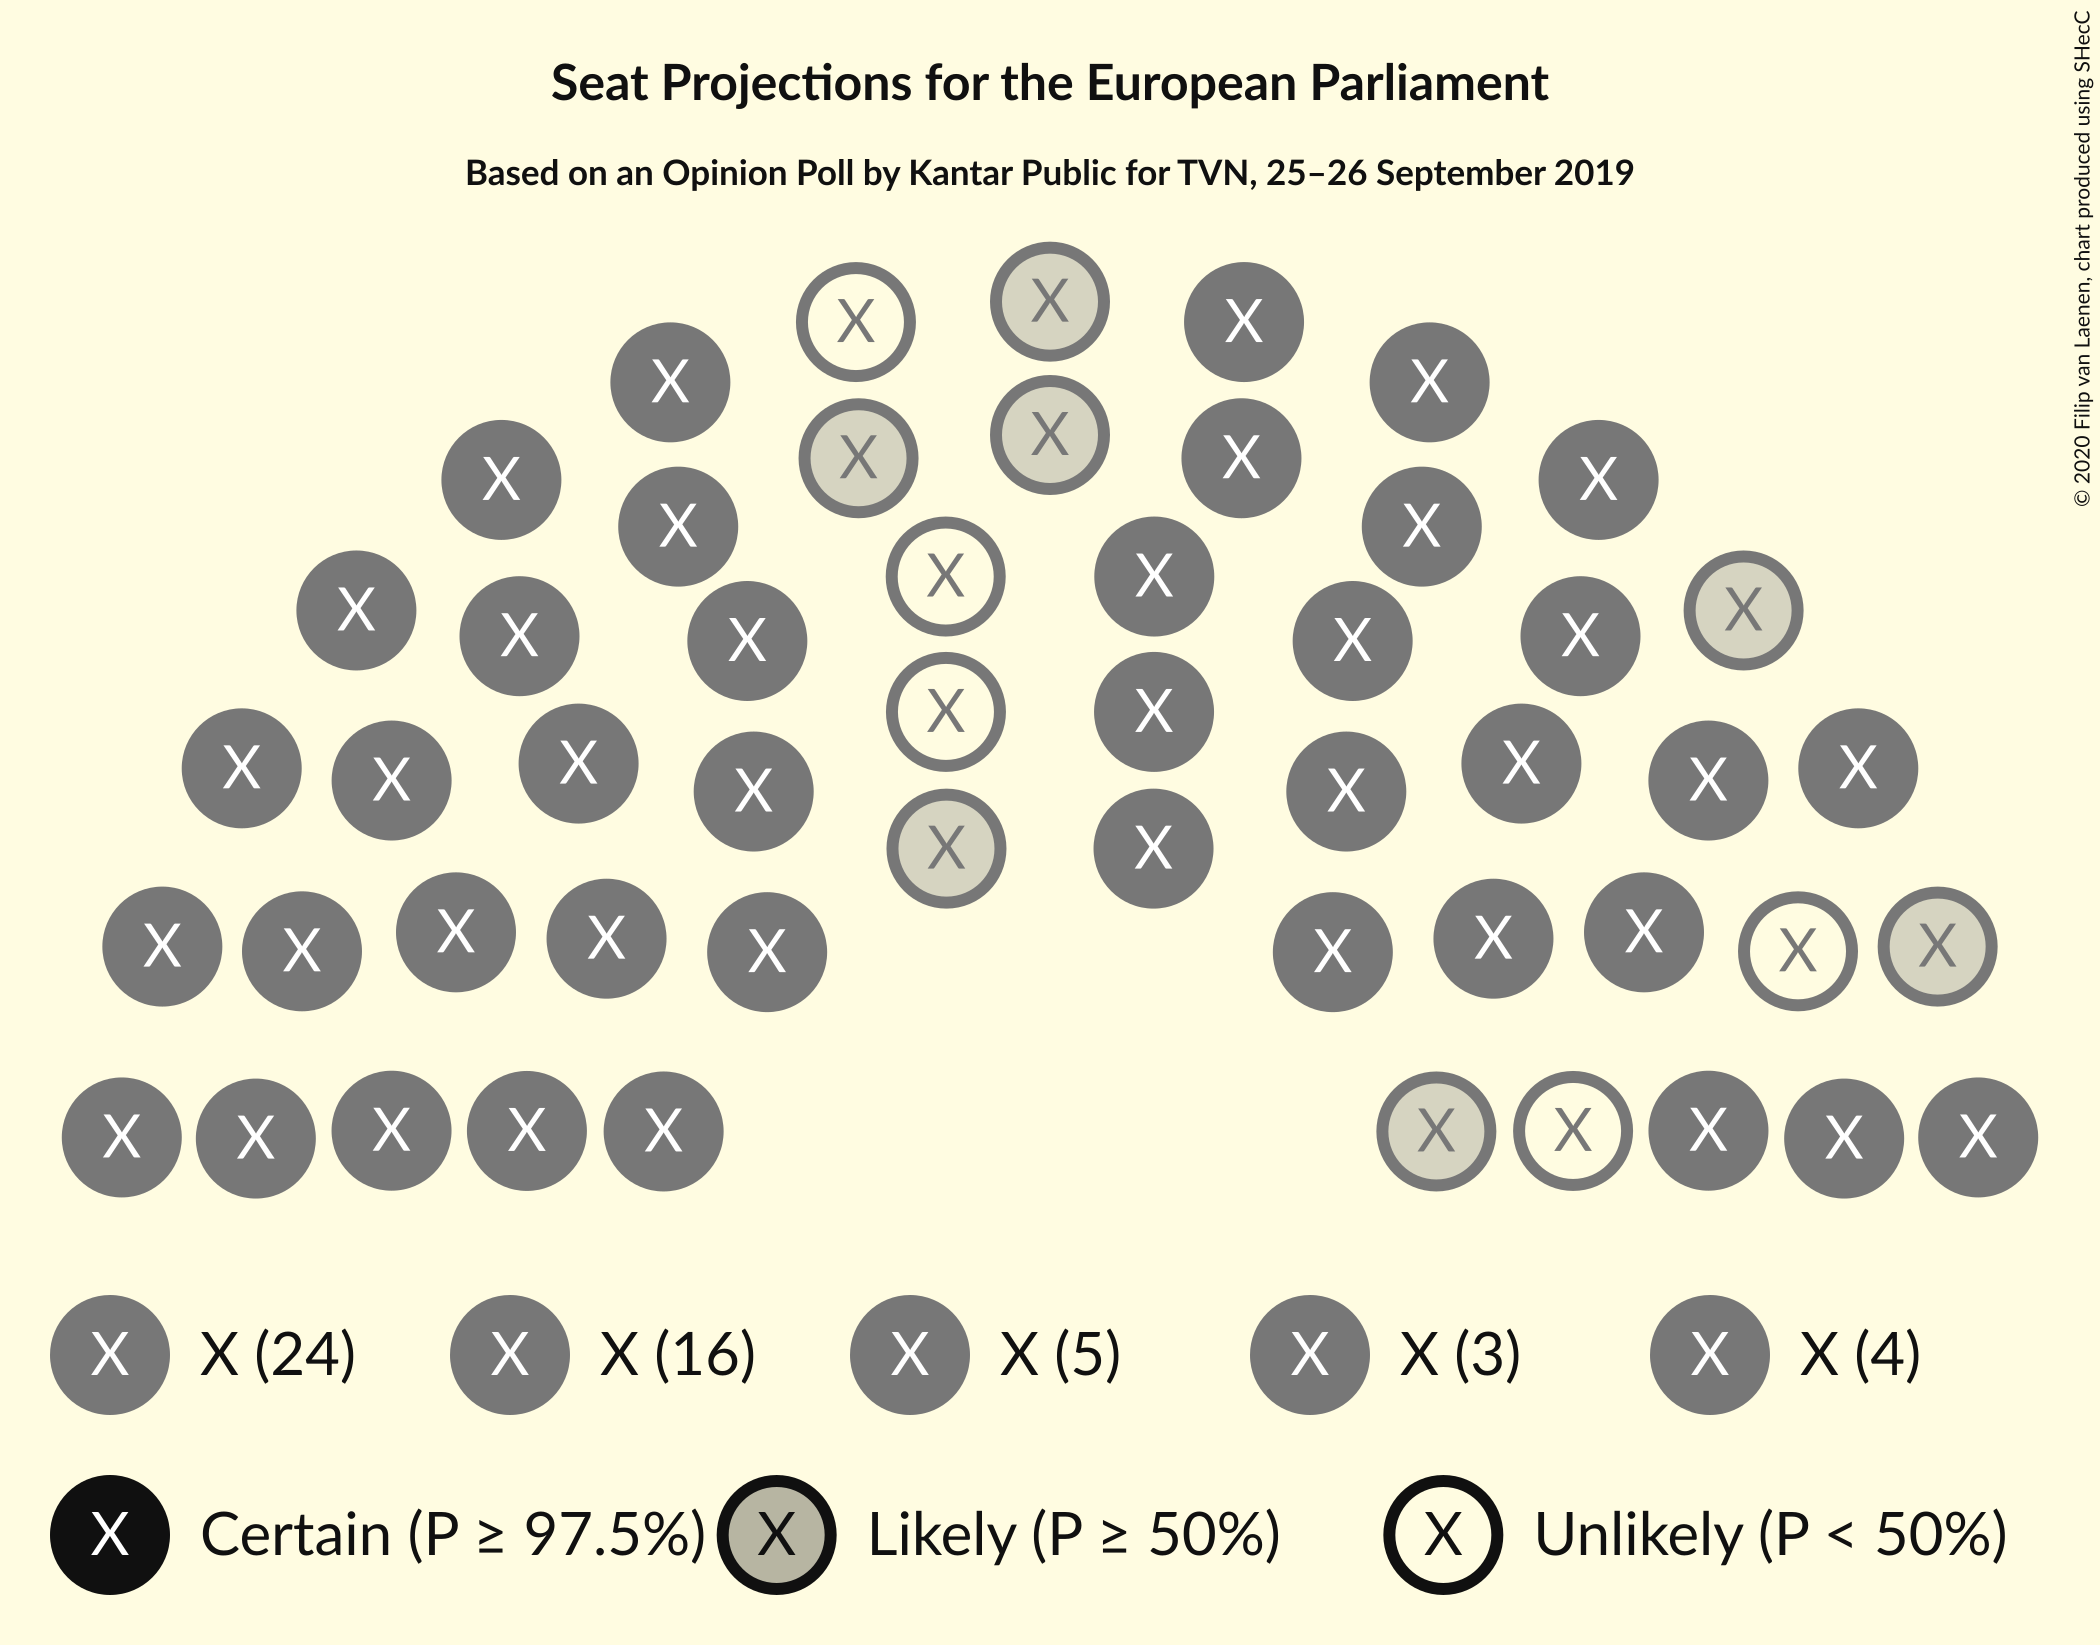 Seat Projections for the European Parliament
Based on an Opinion Poll by Kantar Public for TVN, 25–26 September 2019
© 2020 Filip van Laenen, chart produced using SHecC
X X X X X
X X X X X
X X X X
X X
X X X X
X X
X X X X
X X X X X X
X X
X X X X
X X X X X X X X X X
X X X X X X X X X X
X X (24) X X (16) X X (5) X X (3) X X (4)
X Certain (P ≥ 97.5%) X Likely (P ≥ 50%) X Unlikely (P < 50%)